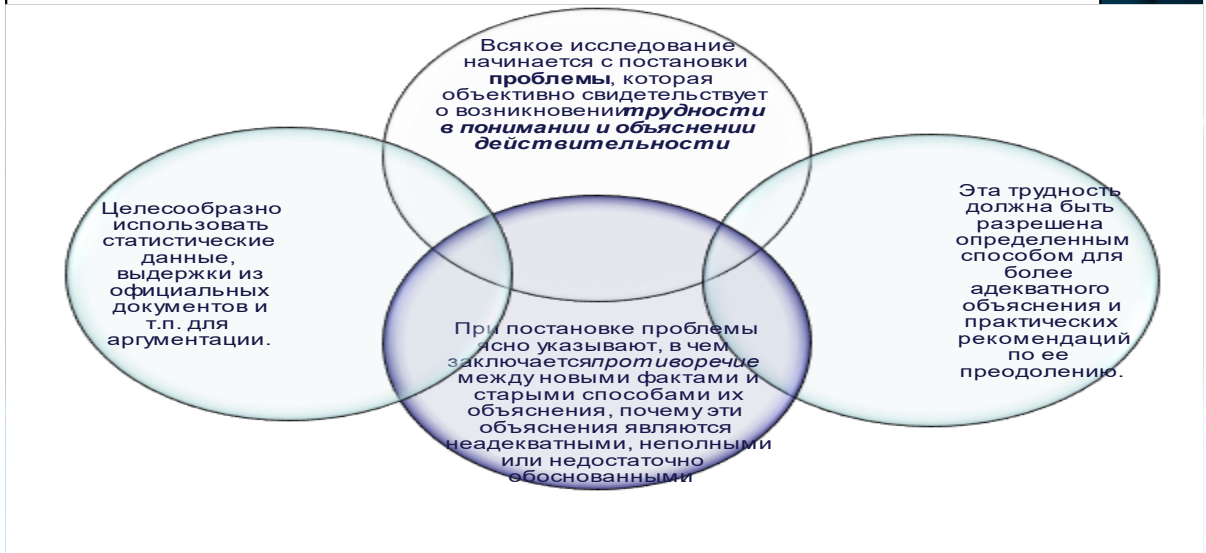 Всякое исследование
начинается с постановки
проблемы, которая
объективно свидетельствует
о возникновениитрудности
в понимании и объяснении
действительности
Целесообразно
использовать
статистические
данные,
выдержки из
официальных
документов и
т.п. для
аргументации.
Эта трудность
должна быть
разрешена
определенным
способом для
более
адекватного
объяснения и
практических
рекомендаций
по ее
преодолению.
При постановке проблемы
ясно указывают, в чем
заключаетсяпротиворечие
между новыми фактами и
старыми способами их
объяснения, почему эти
объяснения являются
неадекватными, неполными
или недостаточно
обоснованными